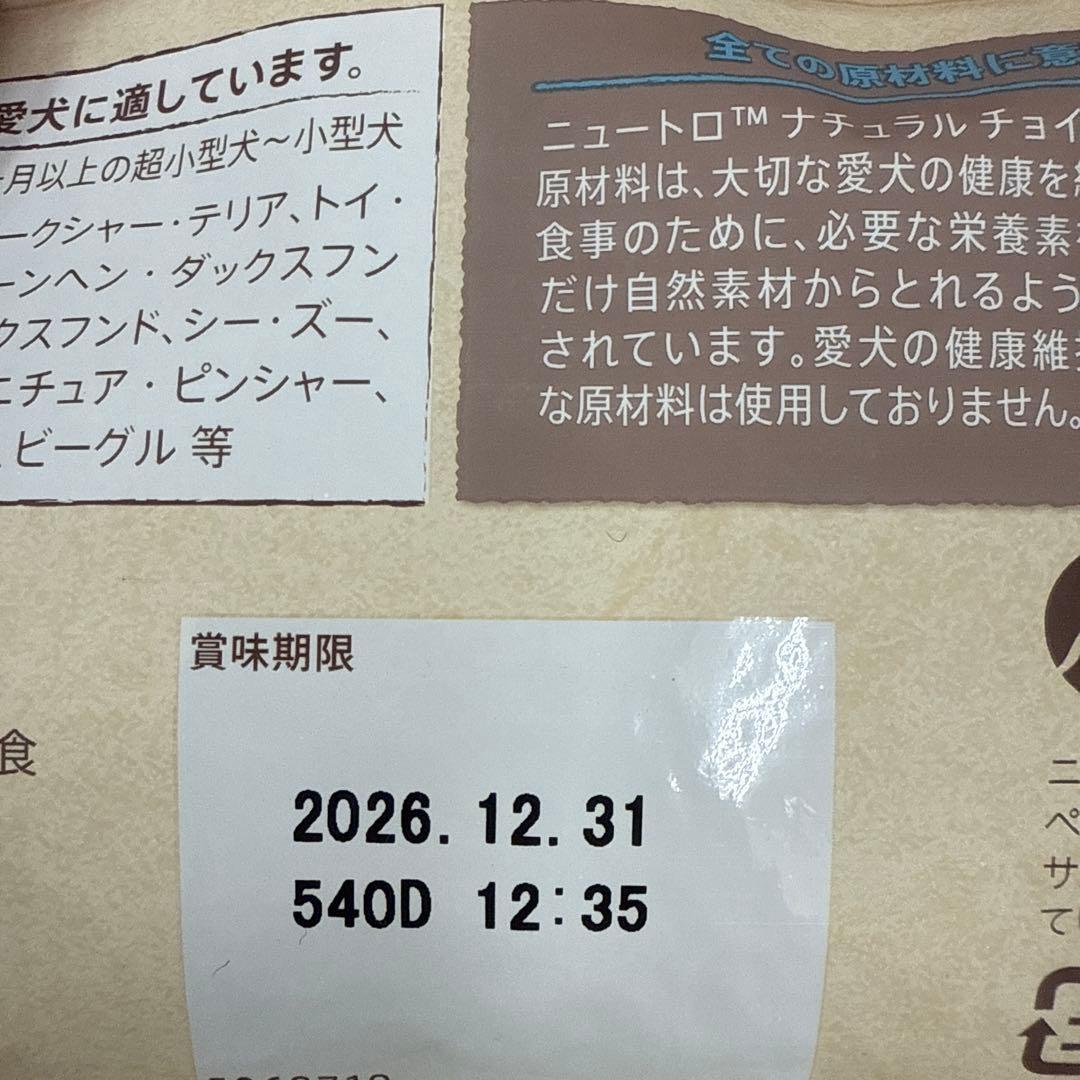 愛犬に適しています。
月以上の超小型犬～小型犬
ークシャー・テリア、トイ・
ーンヘン・ダックスフン
クスフンド、シー・ズー、
ニチュア・ピンシャー、
ビーグル 等
全ての原材料に意
ニュートロ™ ナチュラル チョイ
原材料は、大切な愛犬の健康を
食事のために、必要な栄養素
だけ自然素材からとれるよう
されています。愛犬の健康維
な原材料は使用しておりません。
賞味期限
2026.12.31
540D 12:35
食
ニ
ペ
サ
て